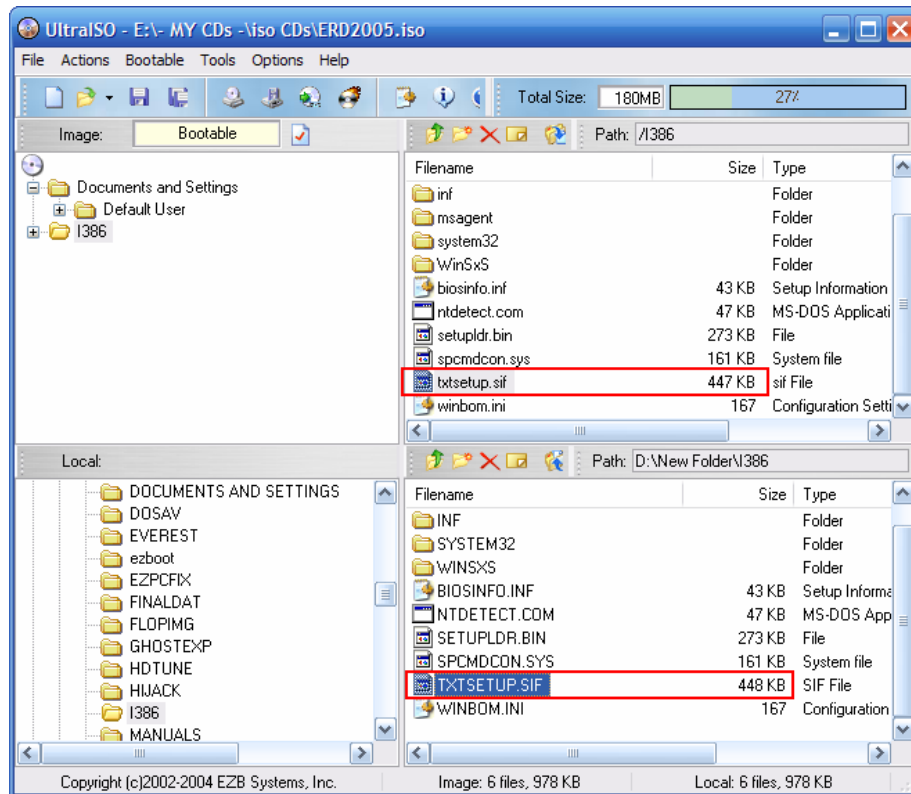 UltraISO - E:\- MY CDs -\iso CDs\ERD2005.iso
File Actions Bootable Tools Options Help
Total Size: 180MB 27%
Image: Bootable
Path: /I386
Documents and Settings
Default User
I386
Filename Size Type
inf Folder
msagent Folder
system32 Folder
WinSxS Folder
biosinfo.inf 43 KB Setup Information
ntdetect.com 47 KB MS-DOS Applicati
setupldr.bin 273 KB File
spcmdcon.sys 161 KB System file
txtsetup.sif 447 KB sif File
winbom.ini 167 Configuration Setti
Local:
Path: D:\New Folder\I386
DOCUMENTS AND SETTINGS
DOSAV
EVEREST
ezboot
EZPCFIX
FINALDAT
FLOPIMG
GHOSTEXP
HDTUNE
HIJACK
I386
MANUALS
Filename Size Type
INF Folder
SYSTEM32 Folder
WINSXS Folder
BIOSINFO.INF 43 KB Setup Informa
NTDETECT.COM 47 KB MS-DOS App
SETUPLDR.BIN 273 KB File
SPCMDCON.SYS 161 KB System file
TXTSETUP.SIF 448 KB SIF File
WINBOM.INI 167 Configuration
Copyright (c)2002-2004 EZB Systems, Inc.
Image: 6 files, 978 KB
Local: 6 files, 978 KB